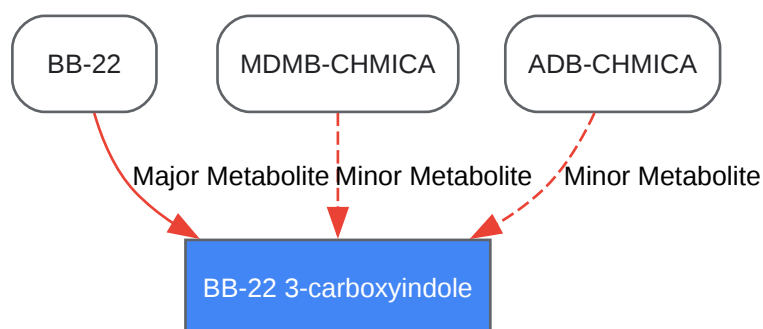 BB-22
MDMB-CHMICA
ADB-CHMICA
Major Metabolite
Minor Metabolite
Minor Metabolite
BB-22 3-carboxyindole